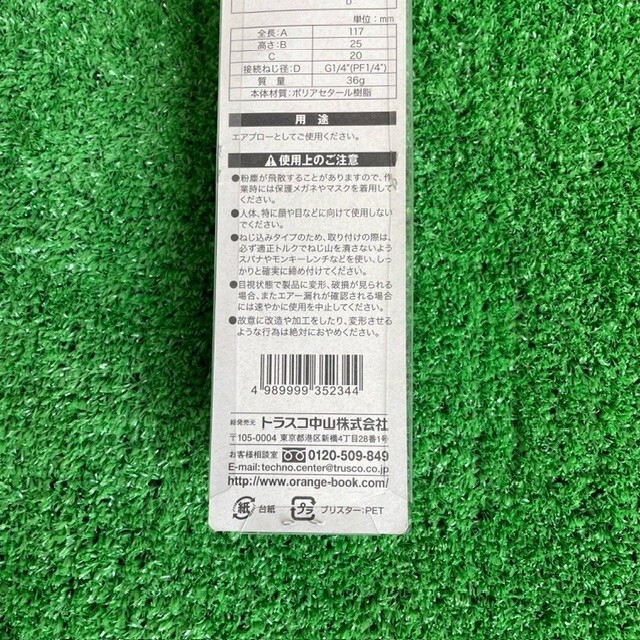 D
単位：mm
全長：A 117
高さ：B 25
C 20
接続ねじ径：D G1/4"(PF1/4")
質量 36g
本体材質：ポリアセタール樹脂
用途
エアブローとしてご使用ください。
使用上のご注意
●粉塵が飛散することがありますので、作
業時には保護メガネやマスクを着用して
ください。
●人体、特に顔や目などに向けて使用しない
でください。
●ねじ込みタイプのため、取り付けの際は、
必ず適正トルクでねじ山を潰さないよう
スパナやモンキーレンチなどを使い、しっ
かりと確実に締め付けてください。
●目視状態で製品に変形、破損が見られる
場合、またエアー漏れが確認される場合
には速やかに使用を中止してください。
●故意に改造や加工をしたり、変形させる
ような行為は絶対におやめください。
4 989999 352344
総発売元 トラスコ中山株式会社
〒105-0004 東京都港区新橋4丁目28番1号
お客様相談室 0120-509-849
E-mail:techno.center@trusco.co.jp
http://www.orange-book.com/
紙 台紙 プラ ブリスター：PET